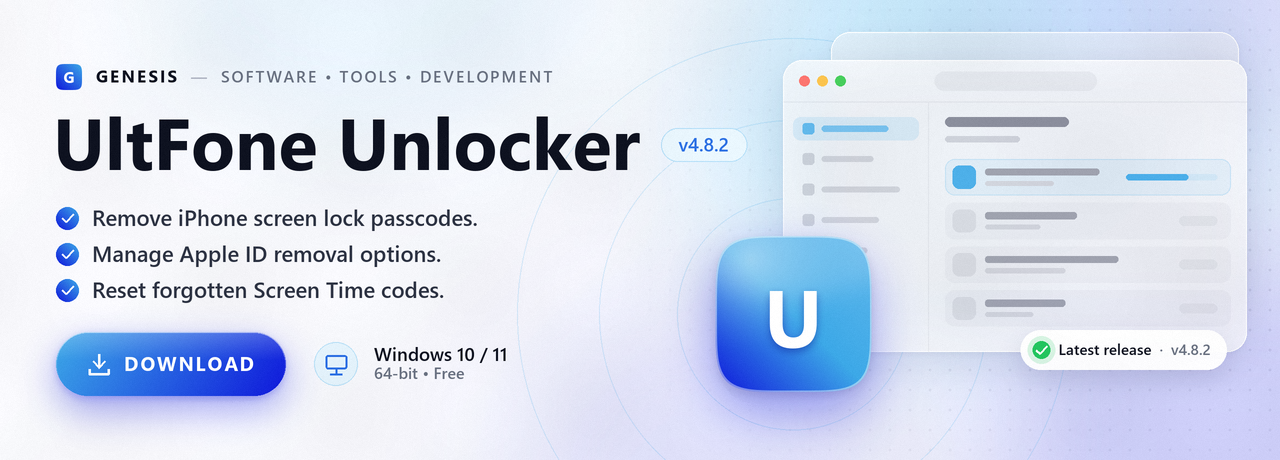 G GENESIS — SOFTWARE • TOOLS • DEVELOPMENT
UltFone Unlocker v4.8.2
Remove iPhone screen lock passcodes.
Manage Apple ID removal options.
Reset forgotten Screen Time codes.
DOWNLOAD
Windows 10 / 11
64-bit • Free
U
Latest release · v4.8.2